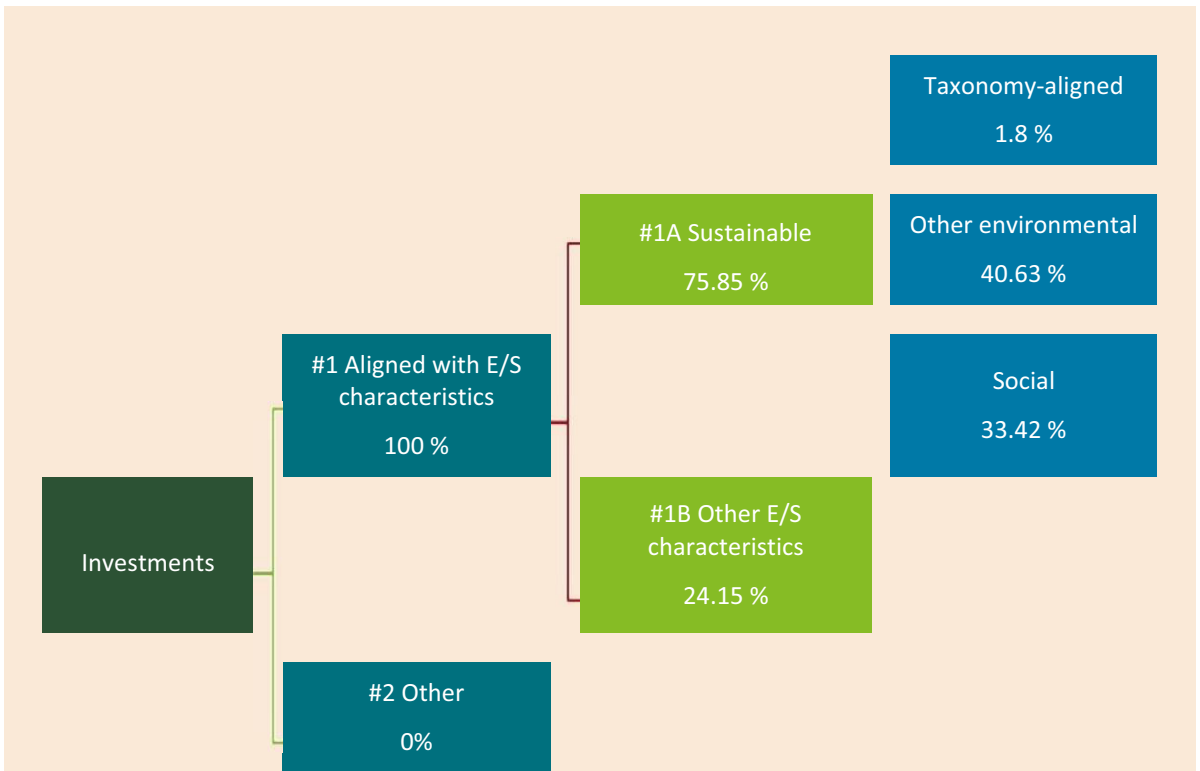 Taxonomy-aligned
1.8 %
#1A Sustainable
75.85 %
Other environmental
40.63 %
#1 Aligned with E/S
characteristics
100 %
Social
33.42 %
Investments
#1B Other E/S
characteristics
24.15 %
#2 Other
0%